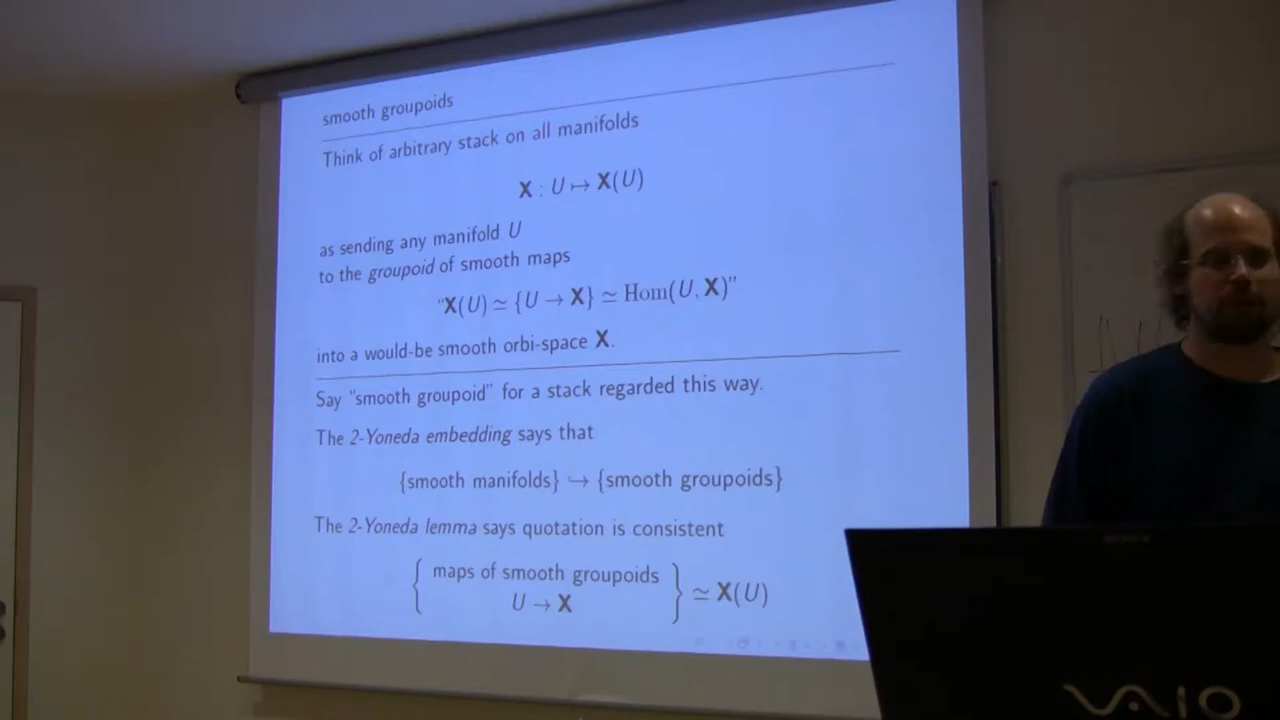 smooth groupoids
Think of arbitrary stack on all manifolds
X : U ↦ X(U)
as sending any manifold U
to the groupoid of smooth maps
"X(U) ≃ {U → X} ≃ Hom(U, X)"
into a would-be smooth orbi-space X.
Say "smooth groupoid" for a stack regarded this way.
The 2-Yoneda embedding says that
{smooth manifolds} ↪ {smooth groupoids}
The 2-Yoneda lemma says quotation is consistent
{ maps of smooth groupoids
U → X } ≃ X(U)
VAIO